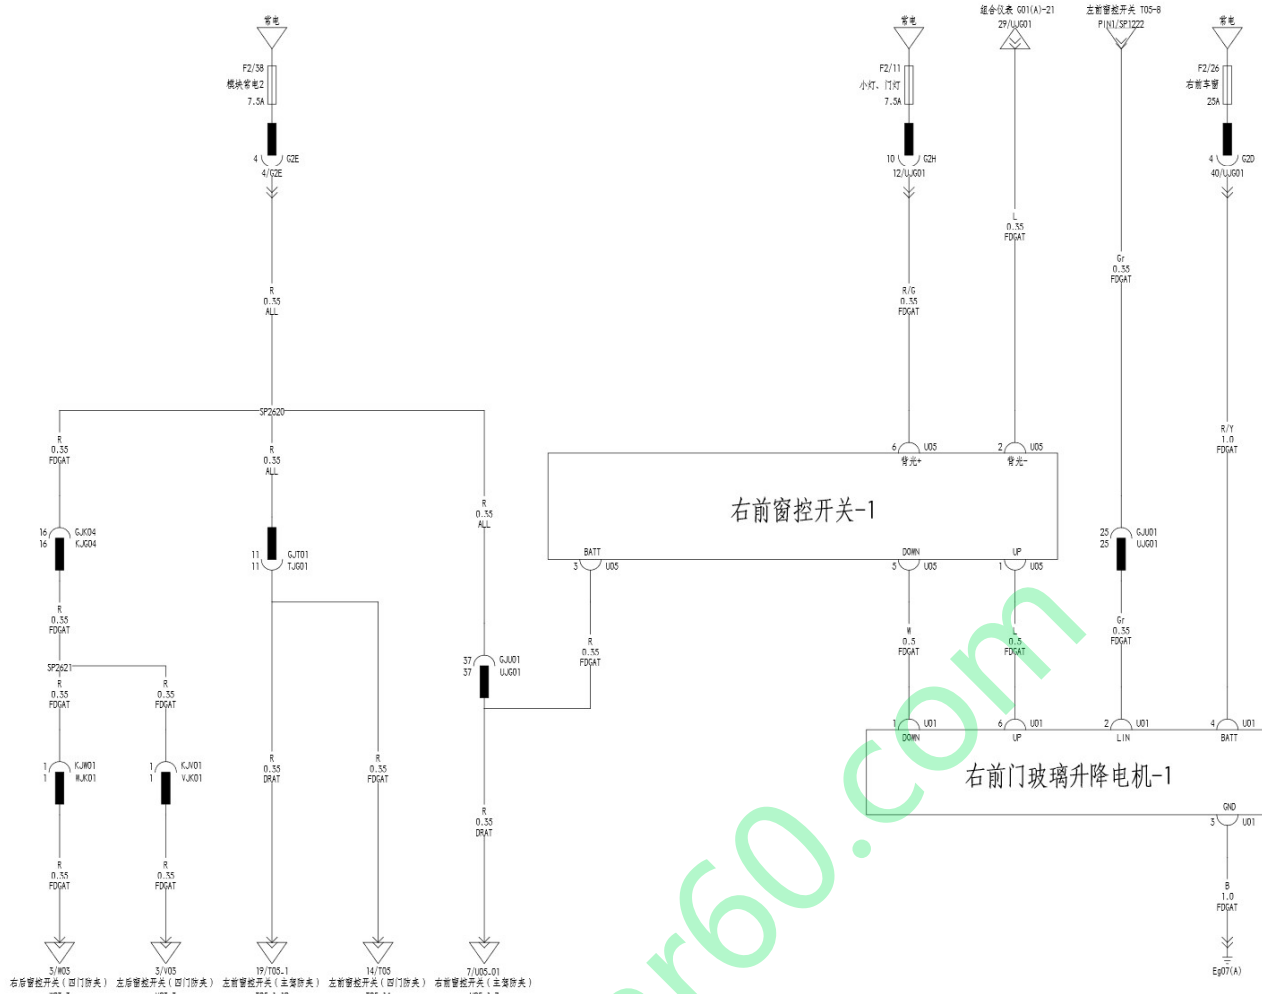 常电
F2/38
模块常电2
7.5A
4 G2E
4/G2E
R
0.35
ALL
SP2620
R
0.35
FDGAT
16 GJK04
16 KJG04
R
0.35
FDGAT
SP2621
R
0.35
FDGAT
R
0.35
FDGAT
1 KJW01
1 WJK01
1 KJV01
1 VJK01
R
0.35
FDGAT
R
0.35
FDGAT
3/W05
右后窗控开关(四门防夹)
3/V05
左后窗控开关(四门防夹)
R
0.35
ALL
11 GJT01
11 TJG01
R
0.35
DRAT
R
0.35
FDGAT
19/T05-1
左前窗控开关(主驾防夹)
14/T05
左前窗控开关(四门防夹)
R
0.35
ALL
37 GJU01
37 UJG01
R
0.35
DRAT
7/U05-01
右前窗控开关(主驾防夹)
R
0.35
FDGAT
常电
F2/11
小灯、门灯
7.5A
10 G2H
12/UJG01
R/G
0.35
FDGAT
6 U05
背光+
组合仪表 G01(A)-21
29/UJG01
L
0.35
FDGAT
2 U05
背光-
右前窗控开关-1
BATT
3 U05
DOWN
5 U05
UP
1 U05
W
0.5
FDGAT
L
0.5
FDGAT
左前窗控开关 T05-8
PIN1/SP1222
Gr
0.35
FDGAT
25 GJU01
25 UJG01
Gr
0.35
FDGAT
常电
F2/26
右前车窗
25A
4 G2D
40/UJG01
R/Y
1.0
FDGAT
1 U01
DOWN
6 U01
UP
2 U01
LIN
4 U01
BATT
右前门玻璃升降电机-1
GND
3 U01
B
1.0
FDGAT
Eg07(A)
er60.com